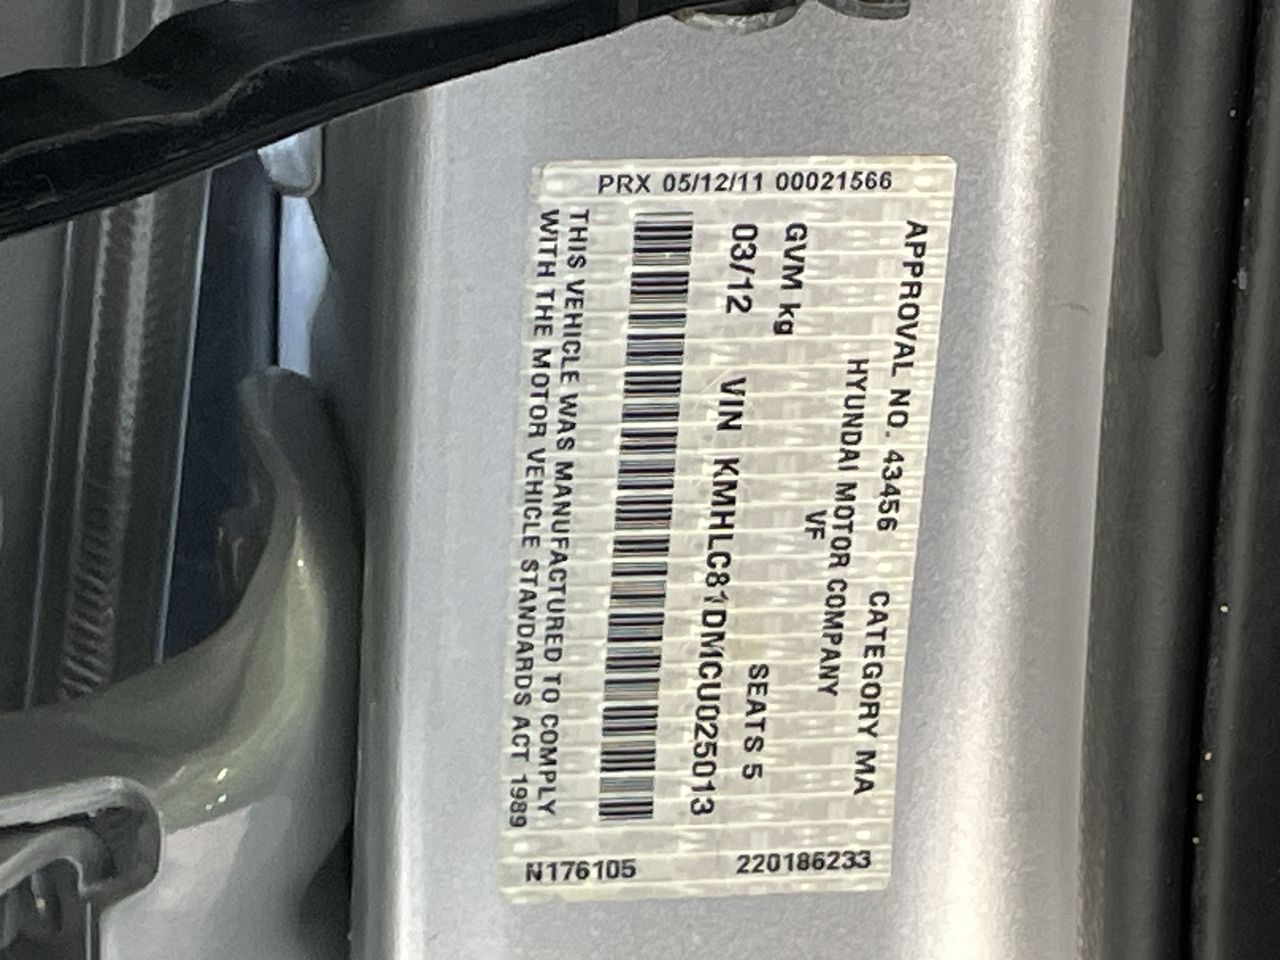 PRX 05/12/11 00021566
APPROVAL NO. 43456 CATEGORY MA
HYUNDAI MOTOR COMPANY
VF
GVM kg SEATS 5
03/12 VIN KMHLC81DMCU025013
THIS VEHICLE WAS MANUFACTURED TO COMPLY
WITH THE MOTOR VEHICLE STANDARDS ACT 1989
N176105 220186233